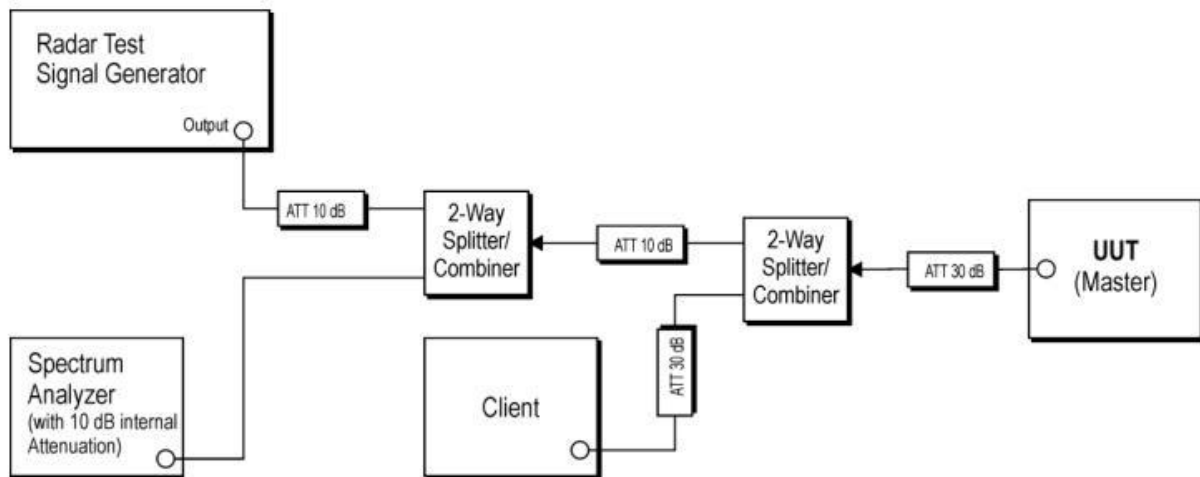 Radar Test
Signal Generator
Output
ATT 10 dB
2-Way
Splitter/
Combiner
ATT 10 dB
2-Way
Splitter/
Combiner
ATT 30 dB
UUT
(Master)
Spectrum
Analyzer
(with 10 dB internal
Attenuation)
Client
ATT 30 dB